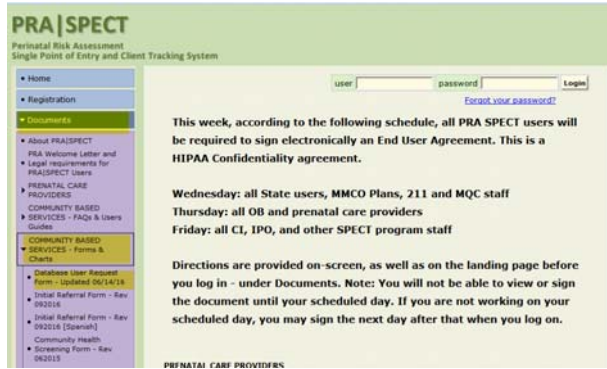 PRA|SPECT
Perinatal Risk Assessment
Single Point of Entry and Client Tracking System
Home
Registration
Documents
About PRA|SPECT
PRA Welcome Letter and
Legal requirements for
PRA|SPECT Users
PRENATAL CARE
PROVIDERS
COMMUNITY BASED
SERVICES - FAQs & Users
Guides
COMMUNITY BASED
SERVICES - Forms &
Charts
Database User Request
Form - Updated 06/14/16
Initial Referral Form - Rev
092016
Initial Referral Form - Rev
092016 [Spanish]
Community Health
Screening Form - Rev
062015
user password Login
Forgot your password?
This week, according to the following schedule, all PRA SPECT users will
be required to sign electronically an End User Agreement. This is a
HIPAA Confidentiality agreement.
Wednesday: all State users, MMCO Plans, 211 and MQC staff
Thursday: all OB and prenatal care providers
Friday: all CI, IPO, and other SPECT program staff
Directions are provided on-screen, as well as on the landing page before
you log in - under Documents. Note: You will not be able to view or sign
the document until your scheduled day. If you are not working on your
scheduled day, you may sign the next day after that when you log on.
PRENATAL CARE PROVIDERS